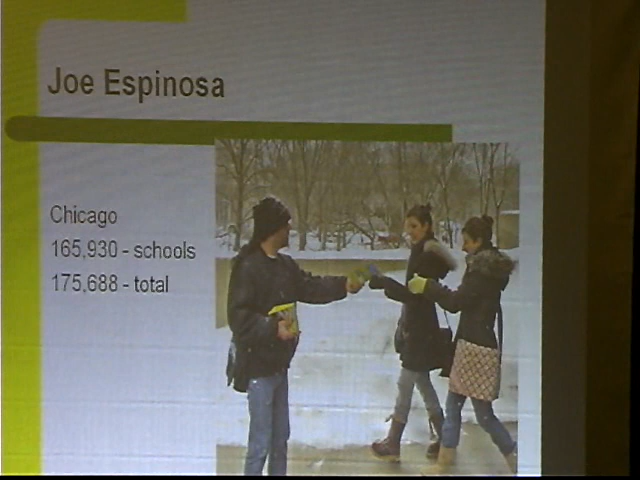 Joe Espinosa
Chicago
165,930 - schools
175,688 - total